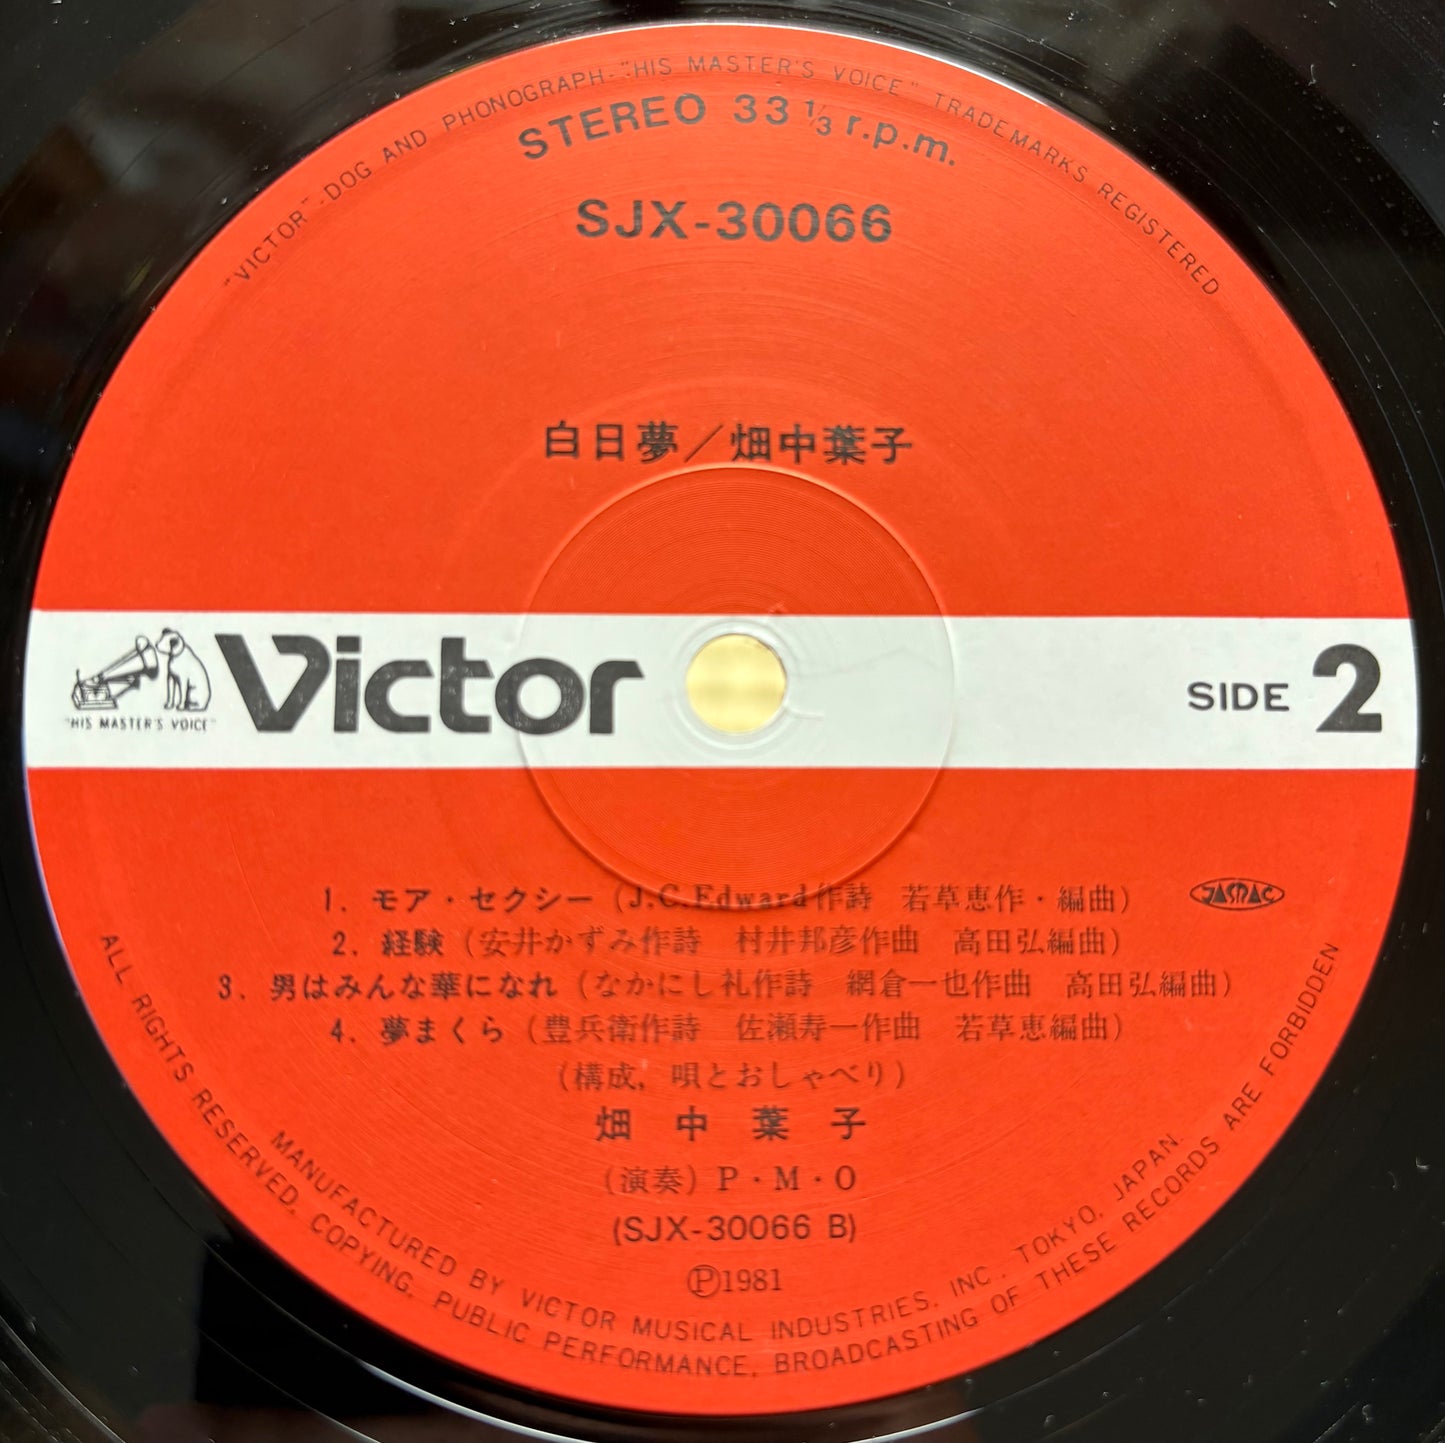 "VICTOR"-DOG AND PHONOGRAPH-"HIS MASTER'S VOICE" TRADEMARKS REGISTERED
STEREO 33 1/3 r.p.m.
SJX-30066
白日夢／畑中葉子
"HIS MASTER'S VOICE"
Victor
SIDE 2
1. モア・セクシー（J.C.Edward作詩　若草恵作・編曲）
JASRAC
2. 経験（安井かずみ作詩　村井邦彦作曲　高田弘編曲）
3. 男はみんな華になれ（なかにし礼作詩　網倉一也作曲　高田弘編曲）
4. 夢まくら（豊兵衛作詩　佐瀬寿一作曲　若草恵編曲）
（構成，唄とおしゃべり）
畑中葉子
（演奏）P・M・O
(SJX-30066 B)
Ⓟ1981
MANUFACTURED BY VICTOR MUSICAL INDUSTRIES, INC., TOKYO, JAPAN.
ALL RIGHTS RESERVED. COPYING, PUBLIC PERFORMANCE, BROADCASTING OF THESE RECORDS ARE FORBIDDEN